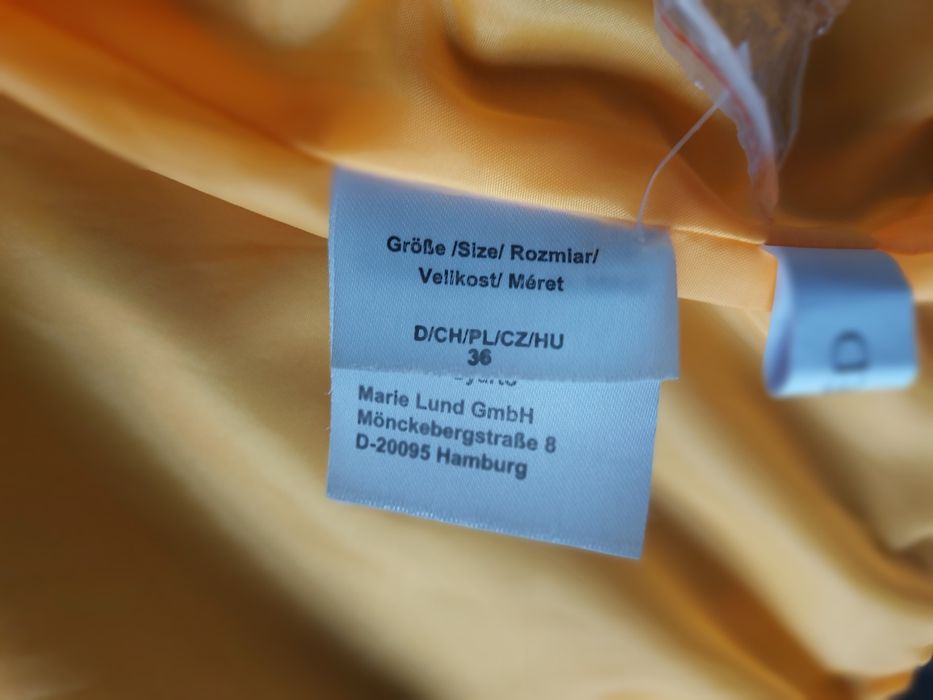 Größe /Size/ Rozmiar/
Velikost/ Méret
D/CH/PL/CZ/HU
36
Marie Lund GmbH
Mönckebergstraße 8
D-20095 Hamburg